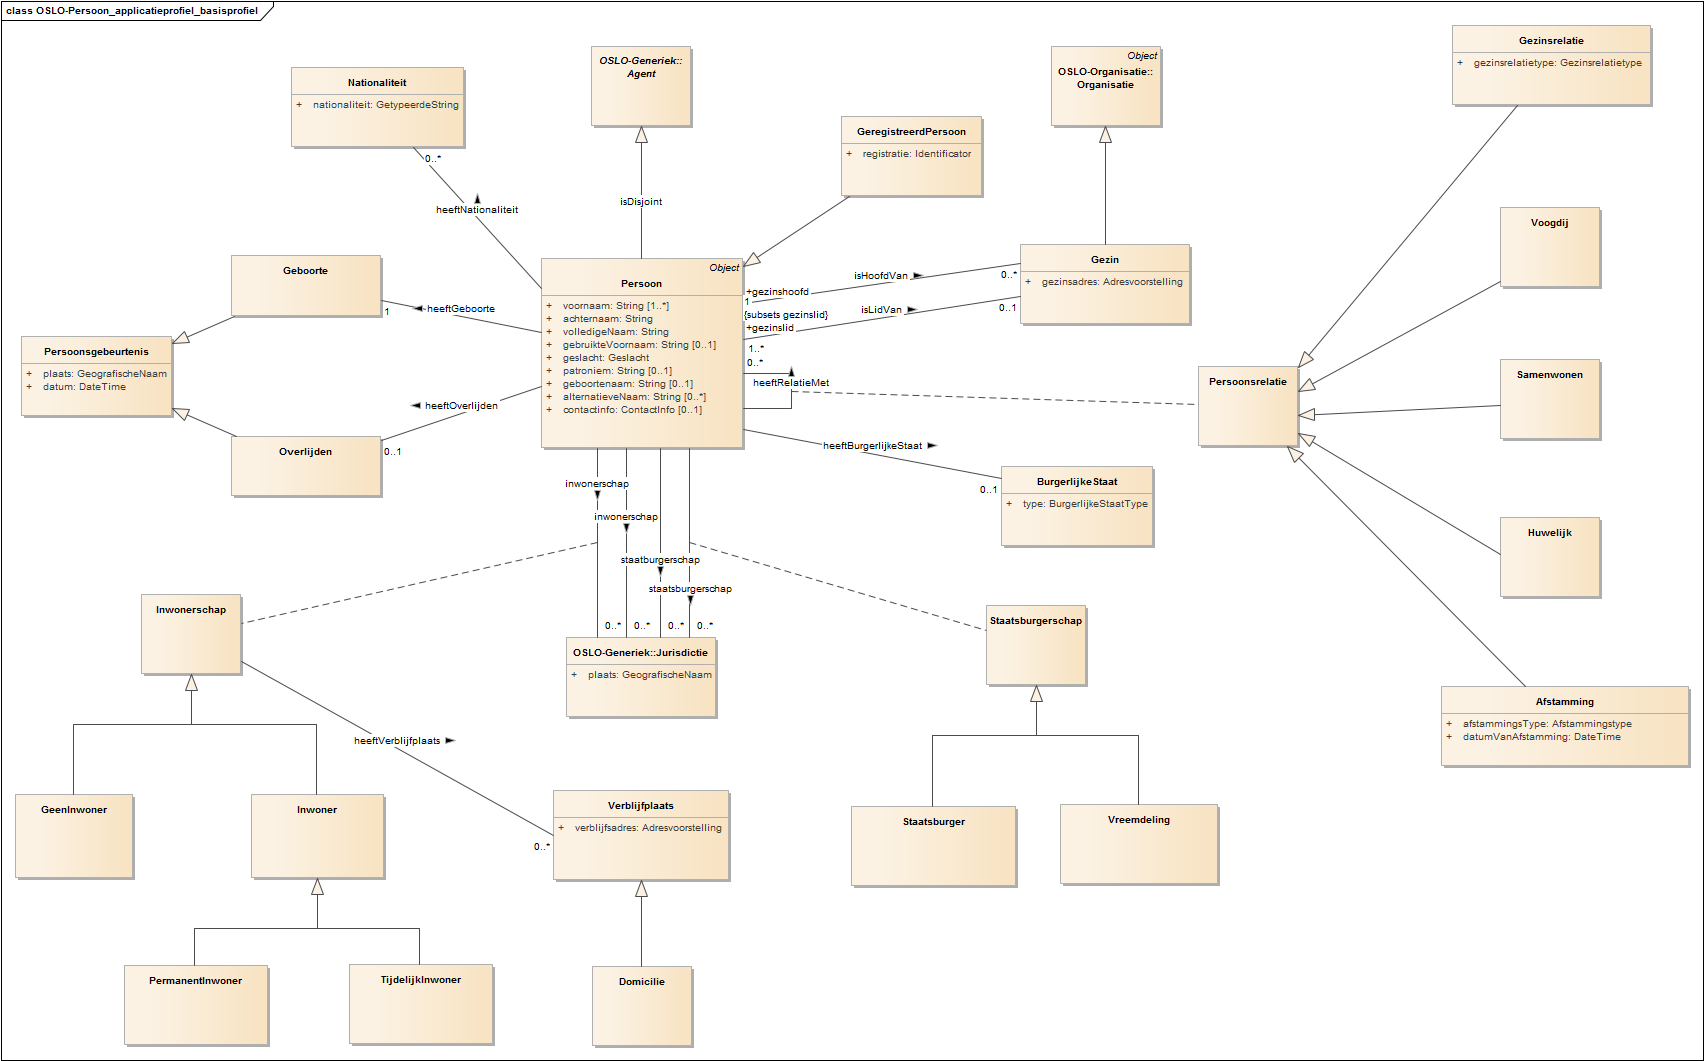 class OSLO-Persoon_applicatieprofiel_basisprofiel
Nationaliteit
+ nationaliteit: GetypeerdeString
OSLO-Generiek::
Agent
Object
OSLO-Organisatie::
Organisatie
Gezinsrelatie
+ gezinsrelatietype: Gezinsrelatietype
GeregistreerdPersoon
+ registratie: Identificator
0..*
heeftNationaliteit
isDisjoint
Voogdij
Geboorte
1
heeftGeboorte
Object
Persoon
+ voornaam: String [1..*]
+ achternaam: String
+ volledigeNaam: String
+ gebruikteVoornaam: String [0..1]
+ geslacht: Geslacht
+ patroniem: String [0..1]
+ geboortenaam: String [0..1]
+ alternatieveNaam: String [0..*]
+ contactinfo: ContactInfo [0..1]
isHoofdVan
0..*
+gezinshoofd
1
{subsets gezinslid}
+gezinslid
1..*
isLidVan
0..1
Gezin
+ gezinsadres: Adresvoorstelling
0..*
heeftRelatieMet
Persoonsgebeurtenis
+ plaats: GeografischeNaam
+ datum: DateTime
heeftOverlijden
0..1
Overlijden
Persoonsrelatie
Samenwonen
heeftBurgerlijkeStaat
0..1
BurgerlijkeStaat
+ type: BurgerlijkeStaatType
Huwelijk
inwonerschap
inwonerschap
staatburgerschap
staatsburgerschap
0..*
0..*
0..*
0..*
Inwonerschap
OSLO-Generiek::Jurisdictie
+ plaats: GeografischeNaam
Staatsburgerschap
Afstamming
+ afstammingsType: Afstammingstype
+ datumVanAfstamming: DateTime
heeftVerblijfplaats
0..*
GeenInwoner
Inwoner
Verblijfplaats
+ verblijfsadres: Adresvoorstelling
Staatsburger
Vreemdeling
PermanentInwoner
TijdelijkInwoner
Domicilie